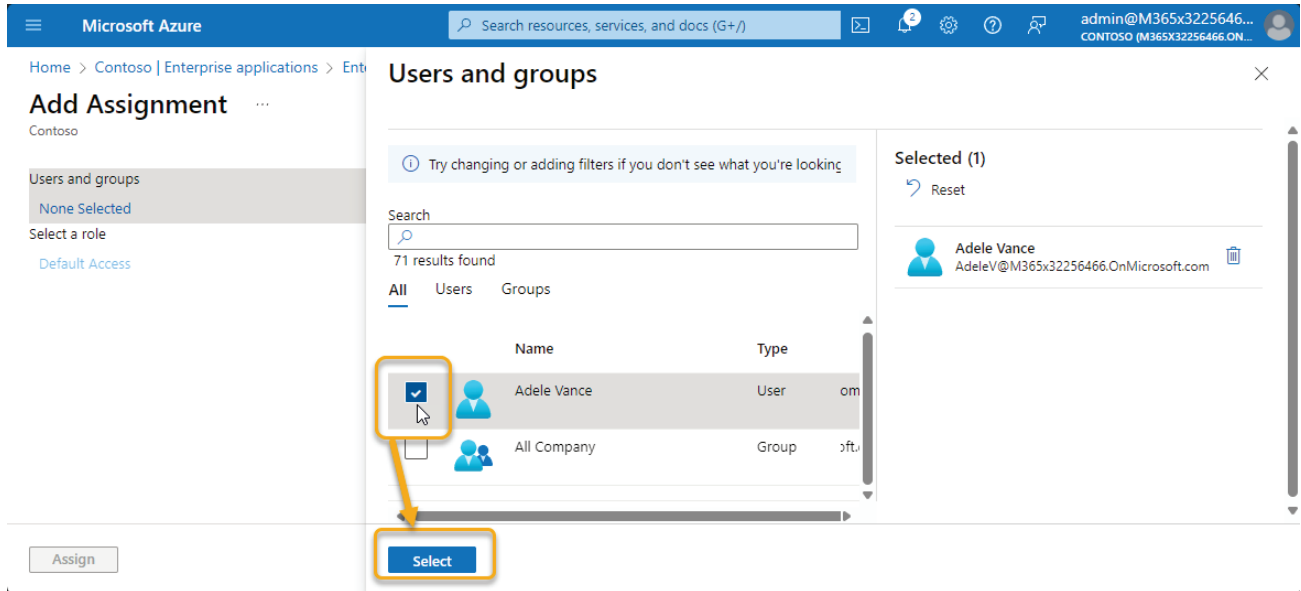 Microsoft Azure
Search resources, services, and docs (G+/)
2
admin@M365x3225646...
CONTOSO (M365X32256466.ON...
Home > Contoso | Enterprise applications > Ente
Add Assignment ...
Contoso
Users and groups
None Selected
Select a role
Default Access
Assign
Users and groups
Try changing or adding filters if you don't see what you're looking
Search
71 results found
All Users Groups
Name Type
Adele Vance User om
All Company Group oft.
Select
Selected (1)
Reset
Adele Vance
AdeleV@M365x32256466.OnMicrosoft.com